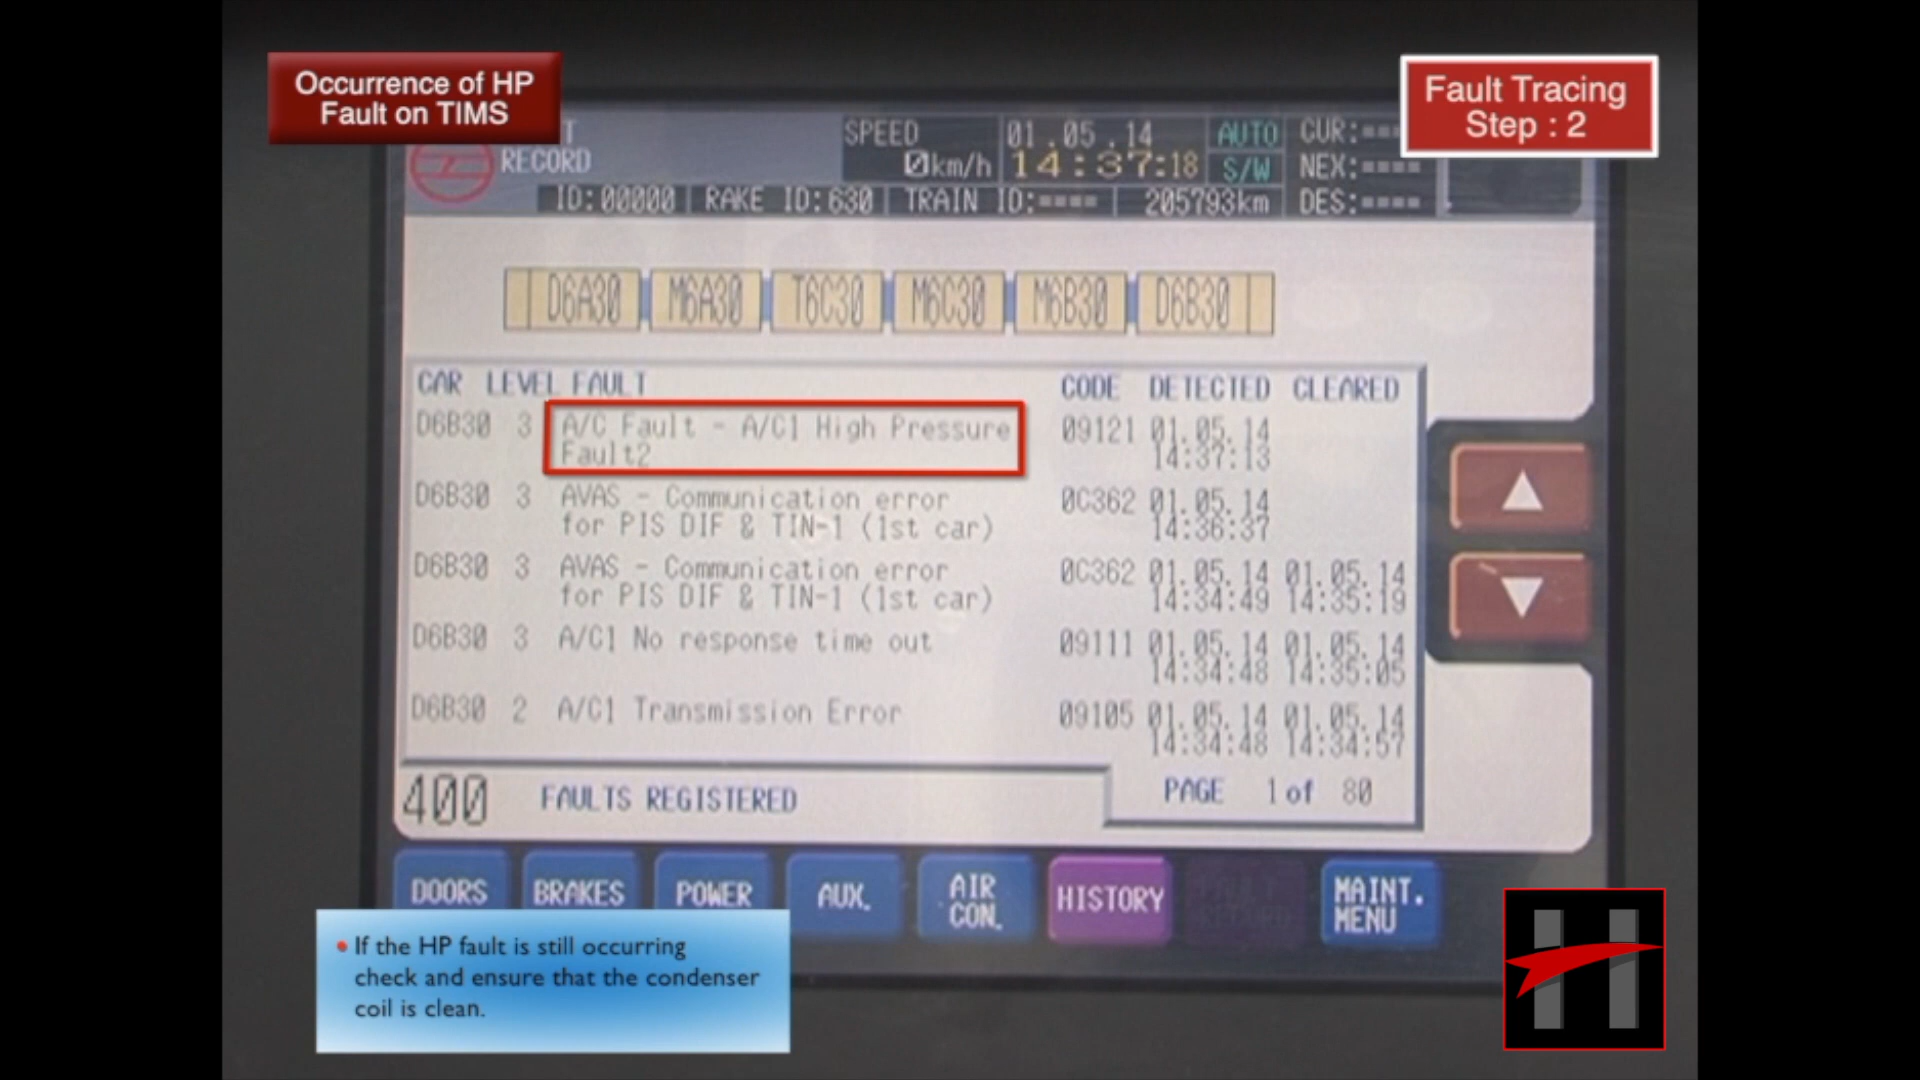 Occurrence of HP
Fault on TIMS
Fault Tracing
Step : 2
RECORD
SPEED
0km/h
01.05.14
14:37:18
AUTO
S/W
CUR:===
NEX:====
DES:====
ID:00000
RAKE ID:630
TRAIN ID:====
205793km
D6A30 M6A30 T6C30 M6C30 M6B30 D6B30
CAR LEVEL FAULT CODE DETECTED CLEARED
D6B30 3 A/C Fault - A/C1 High Pressure 09121 01.05.14
Fault2 14:37:13
D6B30 3 AVAS - Communication error 0C362 01.05.14
for PIS DIF & TIN-1 (1st car) 14:36:37
D6B30 3 AVAS - Communication error 0C362 01.05.14 01.05.14
for PIS DIF & TIN-1 (1st car) 14:34:49 14:35:19
D6B30 3 A/C1 No response time out 09111 01.05.14 01.05.14
14:34:48 14:35:05
D6B30 2 A/C1 Transmission Error 09105 01.05.14 01.05.14
14:34:48 14:34:57
400 FAULTS REGISTERED
PAGE 1 of 80
DOORS
BRAKES
POWER
AUX.
AIR
CON.
HISTORY
MAINT.
MENU
• If the HP fault is still occurring
check and ensure that the condenser
coil is clean.
H